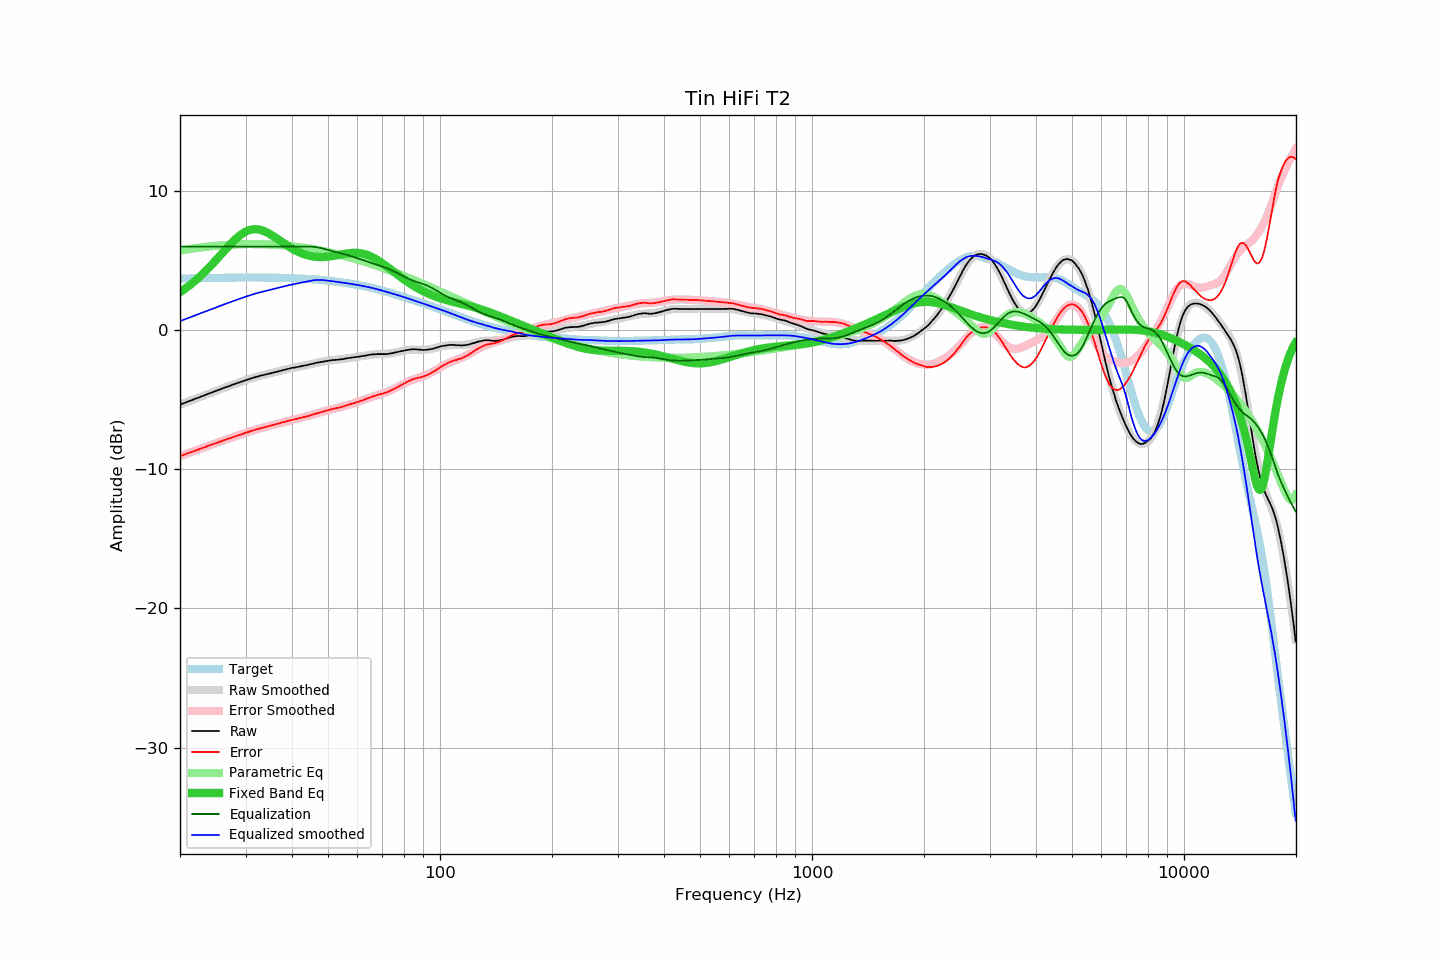 Tin HiFi T2
Amplitude (dBr)
10
0
−10
−20
−30
Target
Raw Smoothed
Error Smoothed
Raw
Error
Parametric Eq
Fixed Band Eq
Equalization
Equalized smoothed
100
1000
10000
Frequency (Hz)